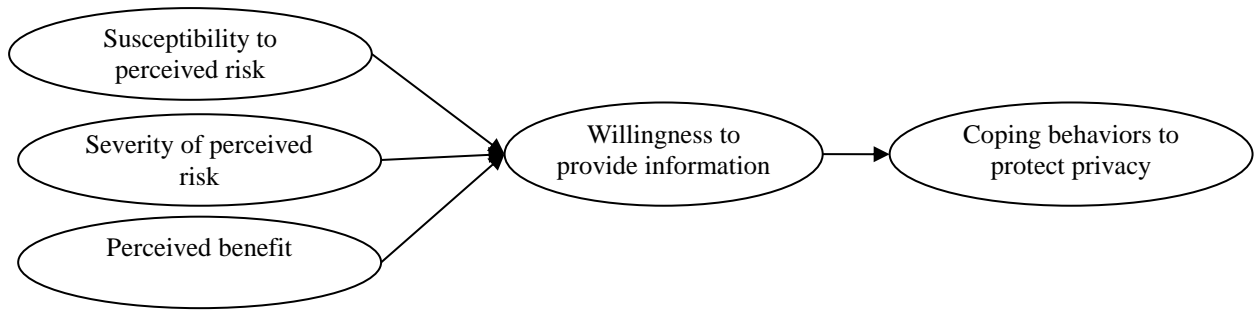 Susceptibility to
perceived risk
Severity of perceived
risk
Perceived benefit
Willingness to
provide information
Coping behaviors to
protect privacy